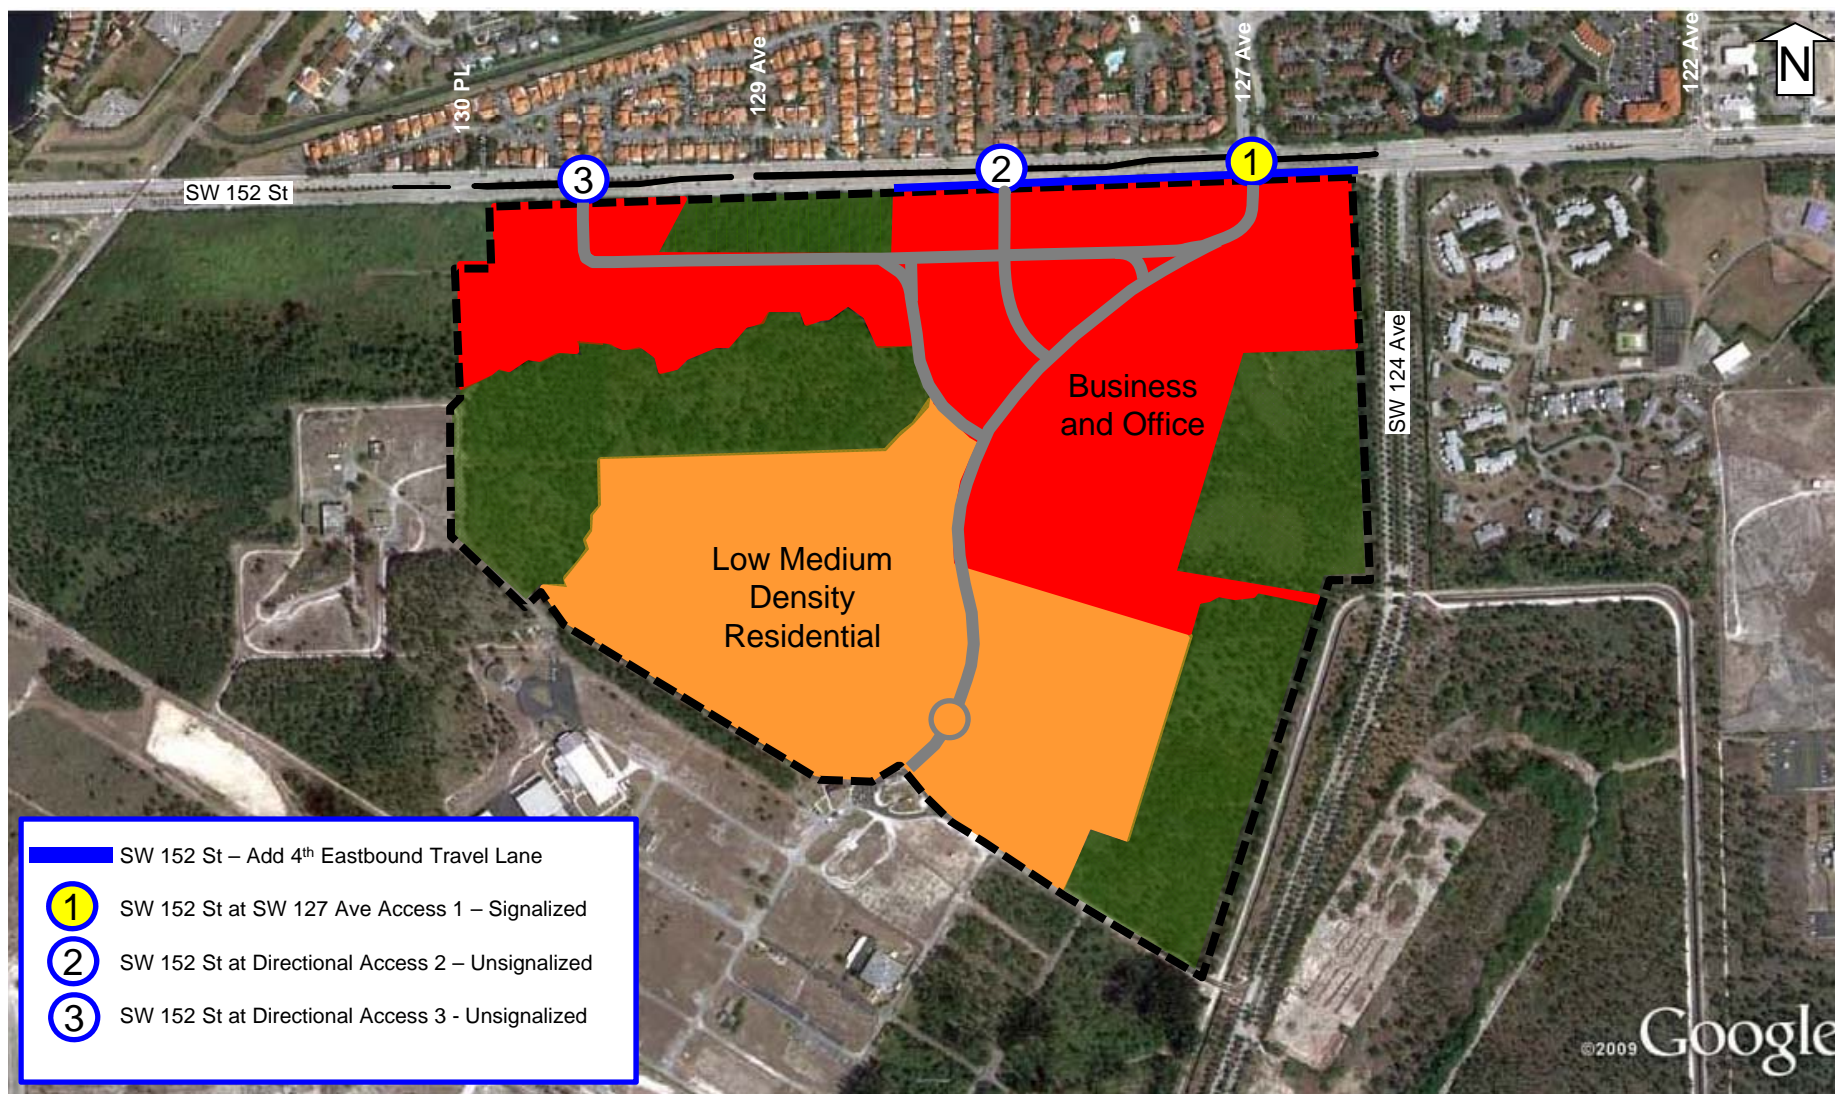 130 PL
129 Ave
127 Ave
122 Ave
N
1
2
3
SW 152 St
SW 124 Ave
Business
and Office
Low Medium
Density
Residential
SW 152 St – Add 4th Eastbound Travel Lane
1 SW 152 St at SW 127 Ave Access 1 – Signalized
2 SW 152 St at Directional Access 2 – Unsignalized
3 SW 152 St at Directional Access 3 - Unsignalized
©2009 Google